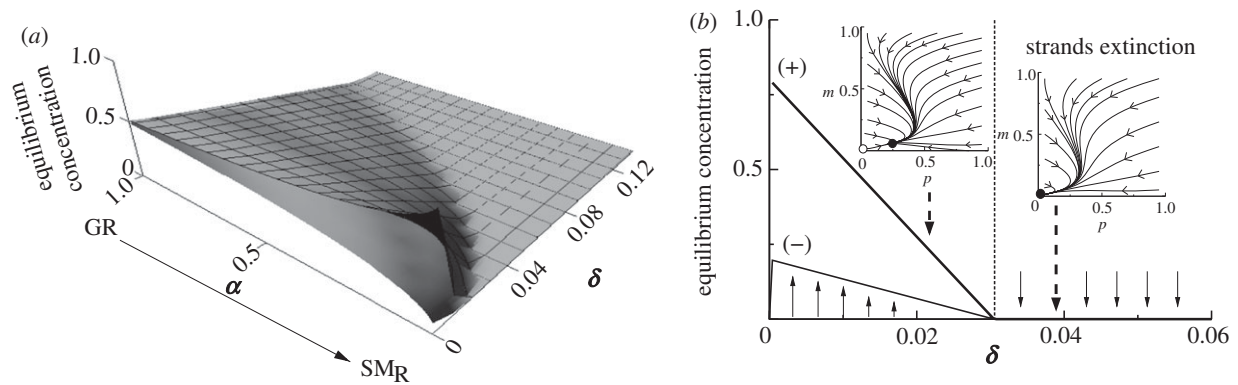 (a)
equilibrium
concentration
1.0
0.5
0
1.0
0.5
0
α
GR
SMR
0.04
0.08
0.12
δ
(b)
equilibrium concentration
1.0
0.5
0
0.02
0.04
0.06
δ
(+)
(−)
1.0
m 0.5
0
0.5
1.0
p
strands extinction
1.0
m 0.5
0
0.5
1.0
p